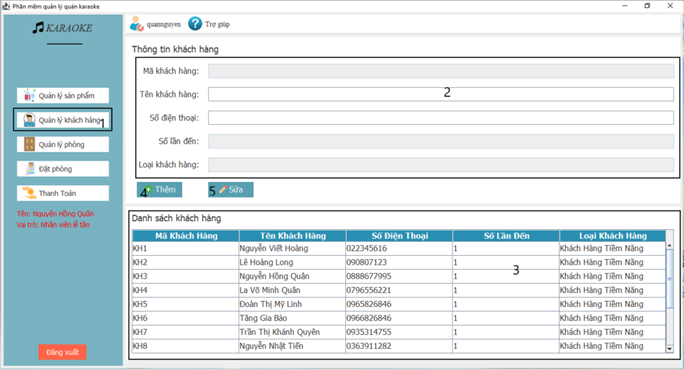 Phần mềm quản lý quán karaoke
KARAOKE
quannguyen Trợ giúp
Thông tin khách hàng
Mã khách hàng:
Tên khách hàng:
2
Số điện thoại:
Số lần đến:
Loại khách hàng:
Quản lý sản phẩm
Quản lý khách hàng 1
Quản lý phòng
Đặt phòng
Thanh Toán
Tên: Nguyễn Hồng Quân
Vai trò: Nhân viên lễ tân
Đăng xuất
4 Thêm 5 Sửa
Danh sách khách hàng
Mã Khách Hàng Tên Khách Hàng Số Điện Thoại Số Lần Đến Loại Khách Hàng
KH1 Nguyễn Viết Hoàng 022345616 1 Khách Hàng Tiềm Năng
KH2 Lê Hoàng Long 090807123 1 Khách Hàng Tiềm Năng
KH3 Nguyễn Hồng Quân 0888677995 1 Khách Hàng Tiềm Năng
3
KH4 La Võ Minh Quân 0796556221 1 Khách Hàng Tiềm Năng
KH5 Đoàn Thị Mỹ Linh 0965826846 1 Khách Hàng Tiềm Năng
KH6 Tăng Gia Bảo 0966826846 1 Khách Hàng Tiềm Năng
KH7 Trần Thị Khánh Quyên 0935314755 1 Khách Hàng Tiềm Năng
KH8 Nguyễn Nhật Tiến 0363911282 1 Khách Hàng Tiềm Năng